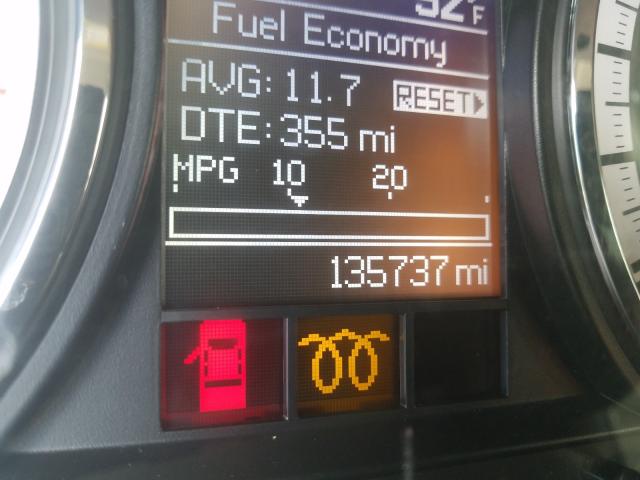 Fuel Economy
AVG: 11.7
RESET
DTE: 355 mi
MPG 10 20
135737 mi